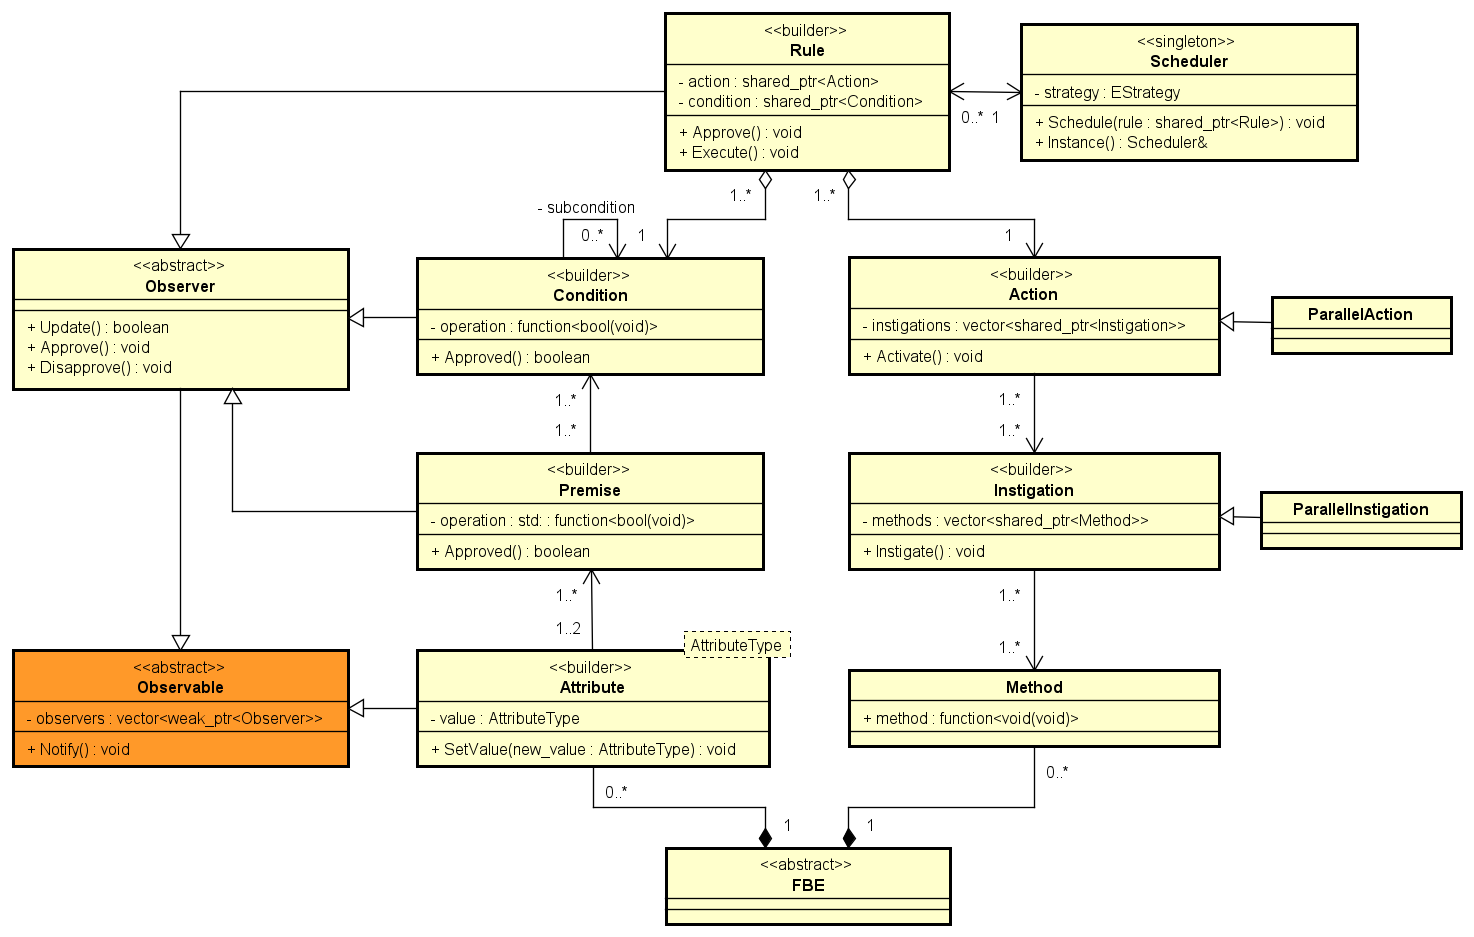 <<builder>>
Rule
- action : shared_ptr<Action>
- condition : shared_ptr<Condition>
+ Approve() : void
+ Execute() : void
<<singleton>>
Scheduler
- strategy : EStrategy
+ Schedule(rule : shared_ptr<Rule>) : void
+ Instance() : Scheduler&
0..*
1
1..*
1..*
- subcondition
0..*
1
1
<<abstract>>
Observer
+ Update() : boolean
+ Approve() : void
+ Disapprove() : void
<<builder>>
Condition
- operation : function<bool(void)>
+ Approved() : boolean
<<builder>>
Action
- instigations : vector<shared_ptr<Instigation>>
+ Activate() : void
ParallelAction
1..*
1..*
1..*
1..*
<<builder>>
Premise
- operation : std: : function<bool(void)>
+ Approved() : boolean
<<builder>>
Instigation
- methods : vector<shared_ptr<Method>>
+ Instigate() : void
ParallelInstigation
1..*
1..2
1..*
1..*
AttributeType
<<abstract>>
Observable
- observers : vector<weak_ptr<Observer>>
+ Notify() : void
<<builder>>
Attribute
- value : AttributeType
+ SetValue(new_value : AttributeType) : void
Method
+ method : function<void(void)>
0..*
0..*
1
1
<<abstract>>
FBE